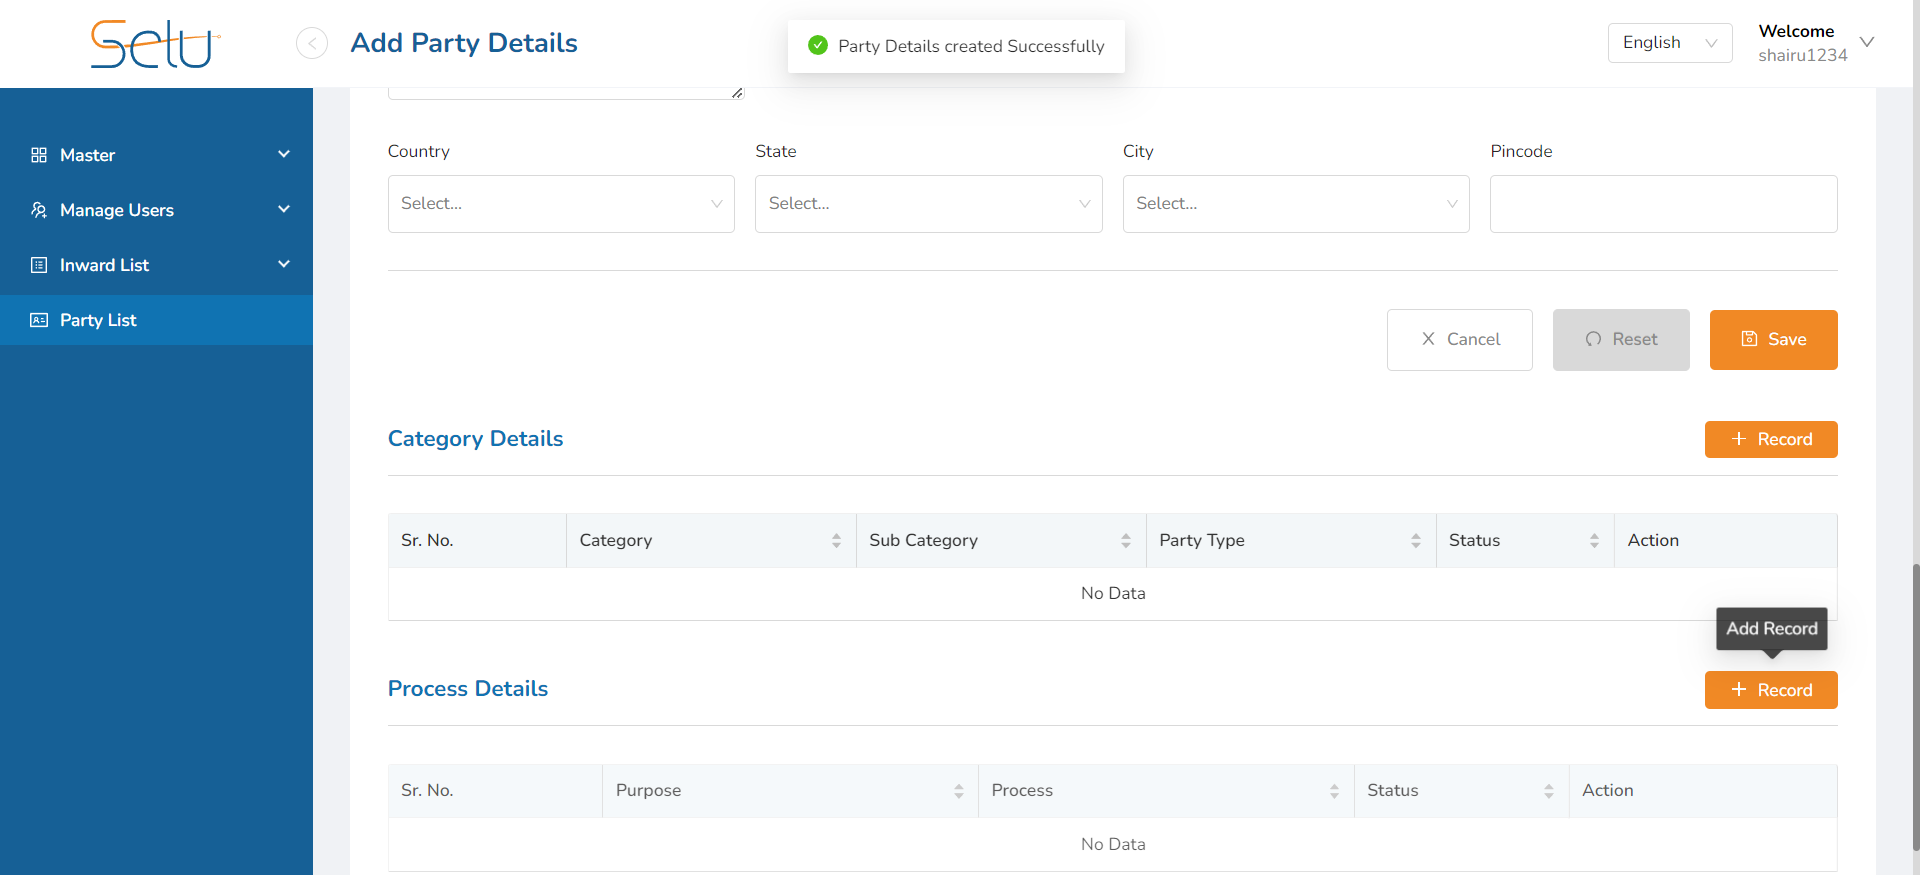 Setu
Add Party Details
Party Details created Successfully
English
Welcome
shairu1234
Master
Manage Users
Inward List
Party List
Country
State
City
Pincode
Select...
Select...
Select...
Cancel
Reset
Save
Category Details
Record
Sr. No.
Category
Sub Category
Party Type
Status
Action
No Data
Add Record
Process Details
Record
Sr. No.
Purpose
Process
Status
Action
No Data